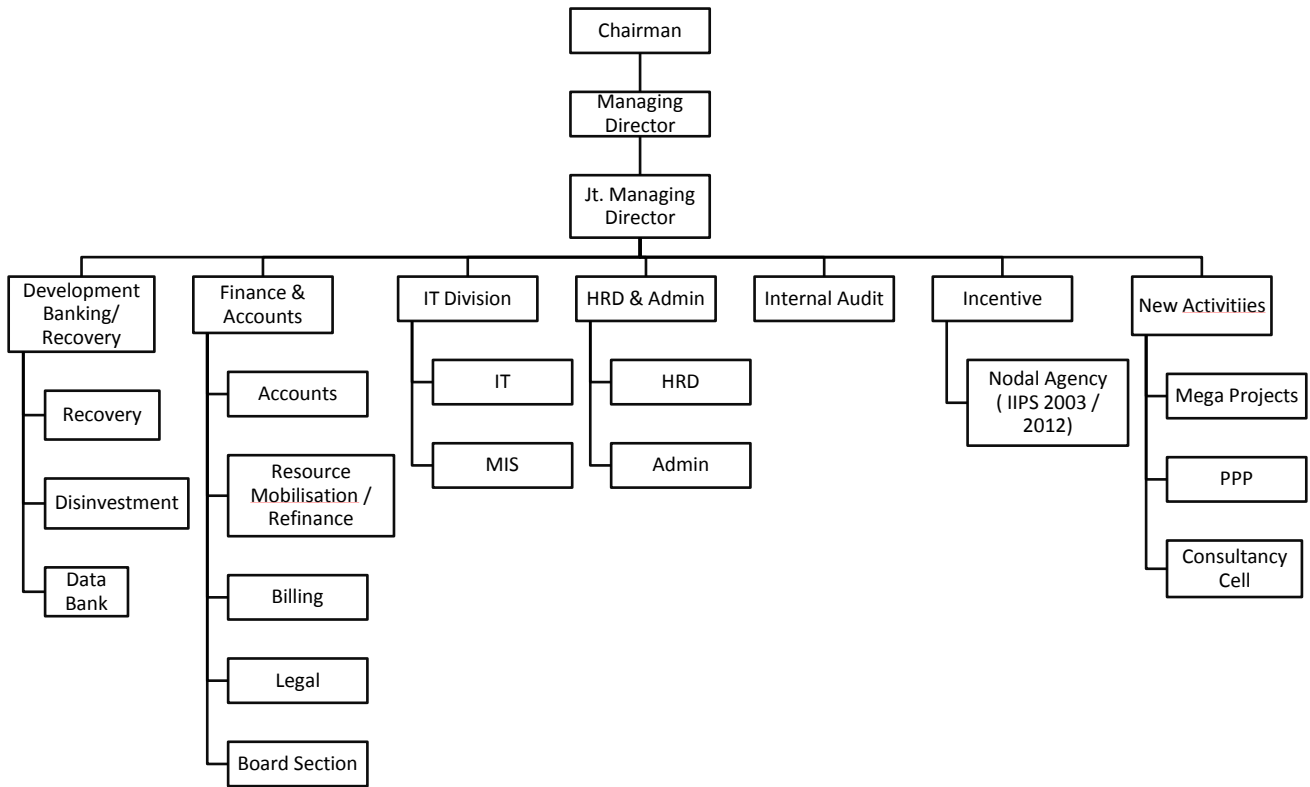 Chairman
Managing
Director
Jt. Managing
Director
Development
Banking/
Recovery
Finance &
Accounts
IT Division
HRD & Admin
Internal Audit
Incentive
New Activitiies
Recovery
Disinvestment
Data
Bank
Accounts
Resource
Mobilisation /
Refinance
Billing
Legal
Board Section
IT
MIS
HRD
Admin
Nodal Agency
( IIPS 2003 /
2012)
Mega Projects
PPP
Consultancy
Cell